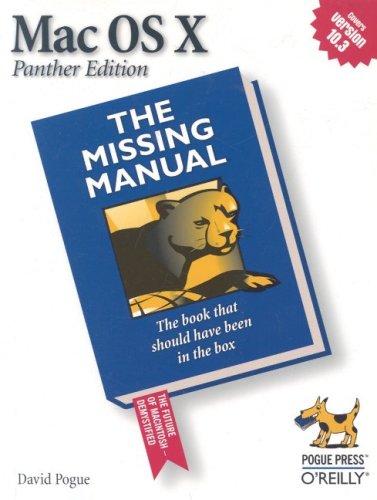 Mac OS X
Panther Edition
Covers
version
10.3
THE
MISSING
MANUAL
The book that
should have been
in the box
THE FUTURE
OF MACINTOSH –
DEMYSTIFIED
David Pogue
POGUE PRESS™
O'REILLY®